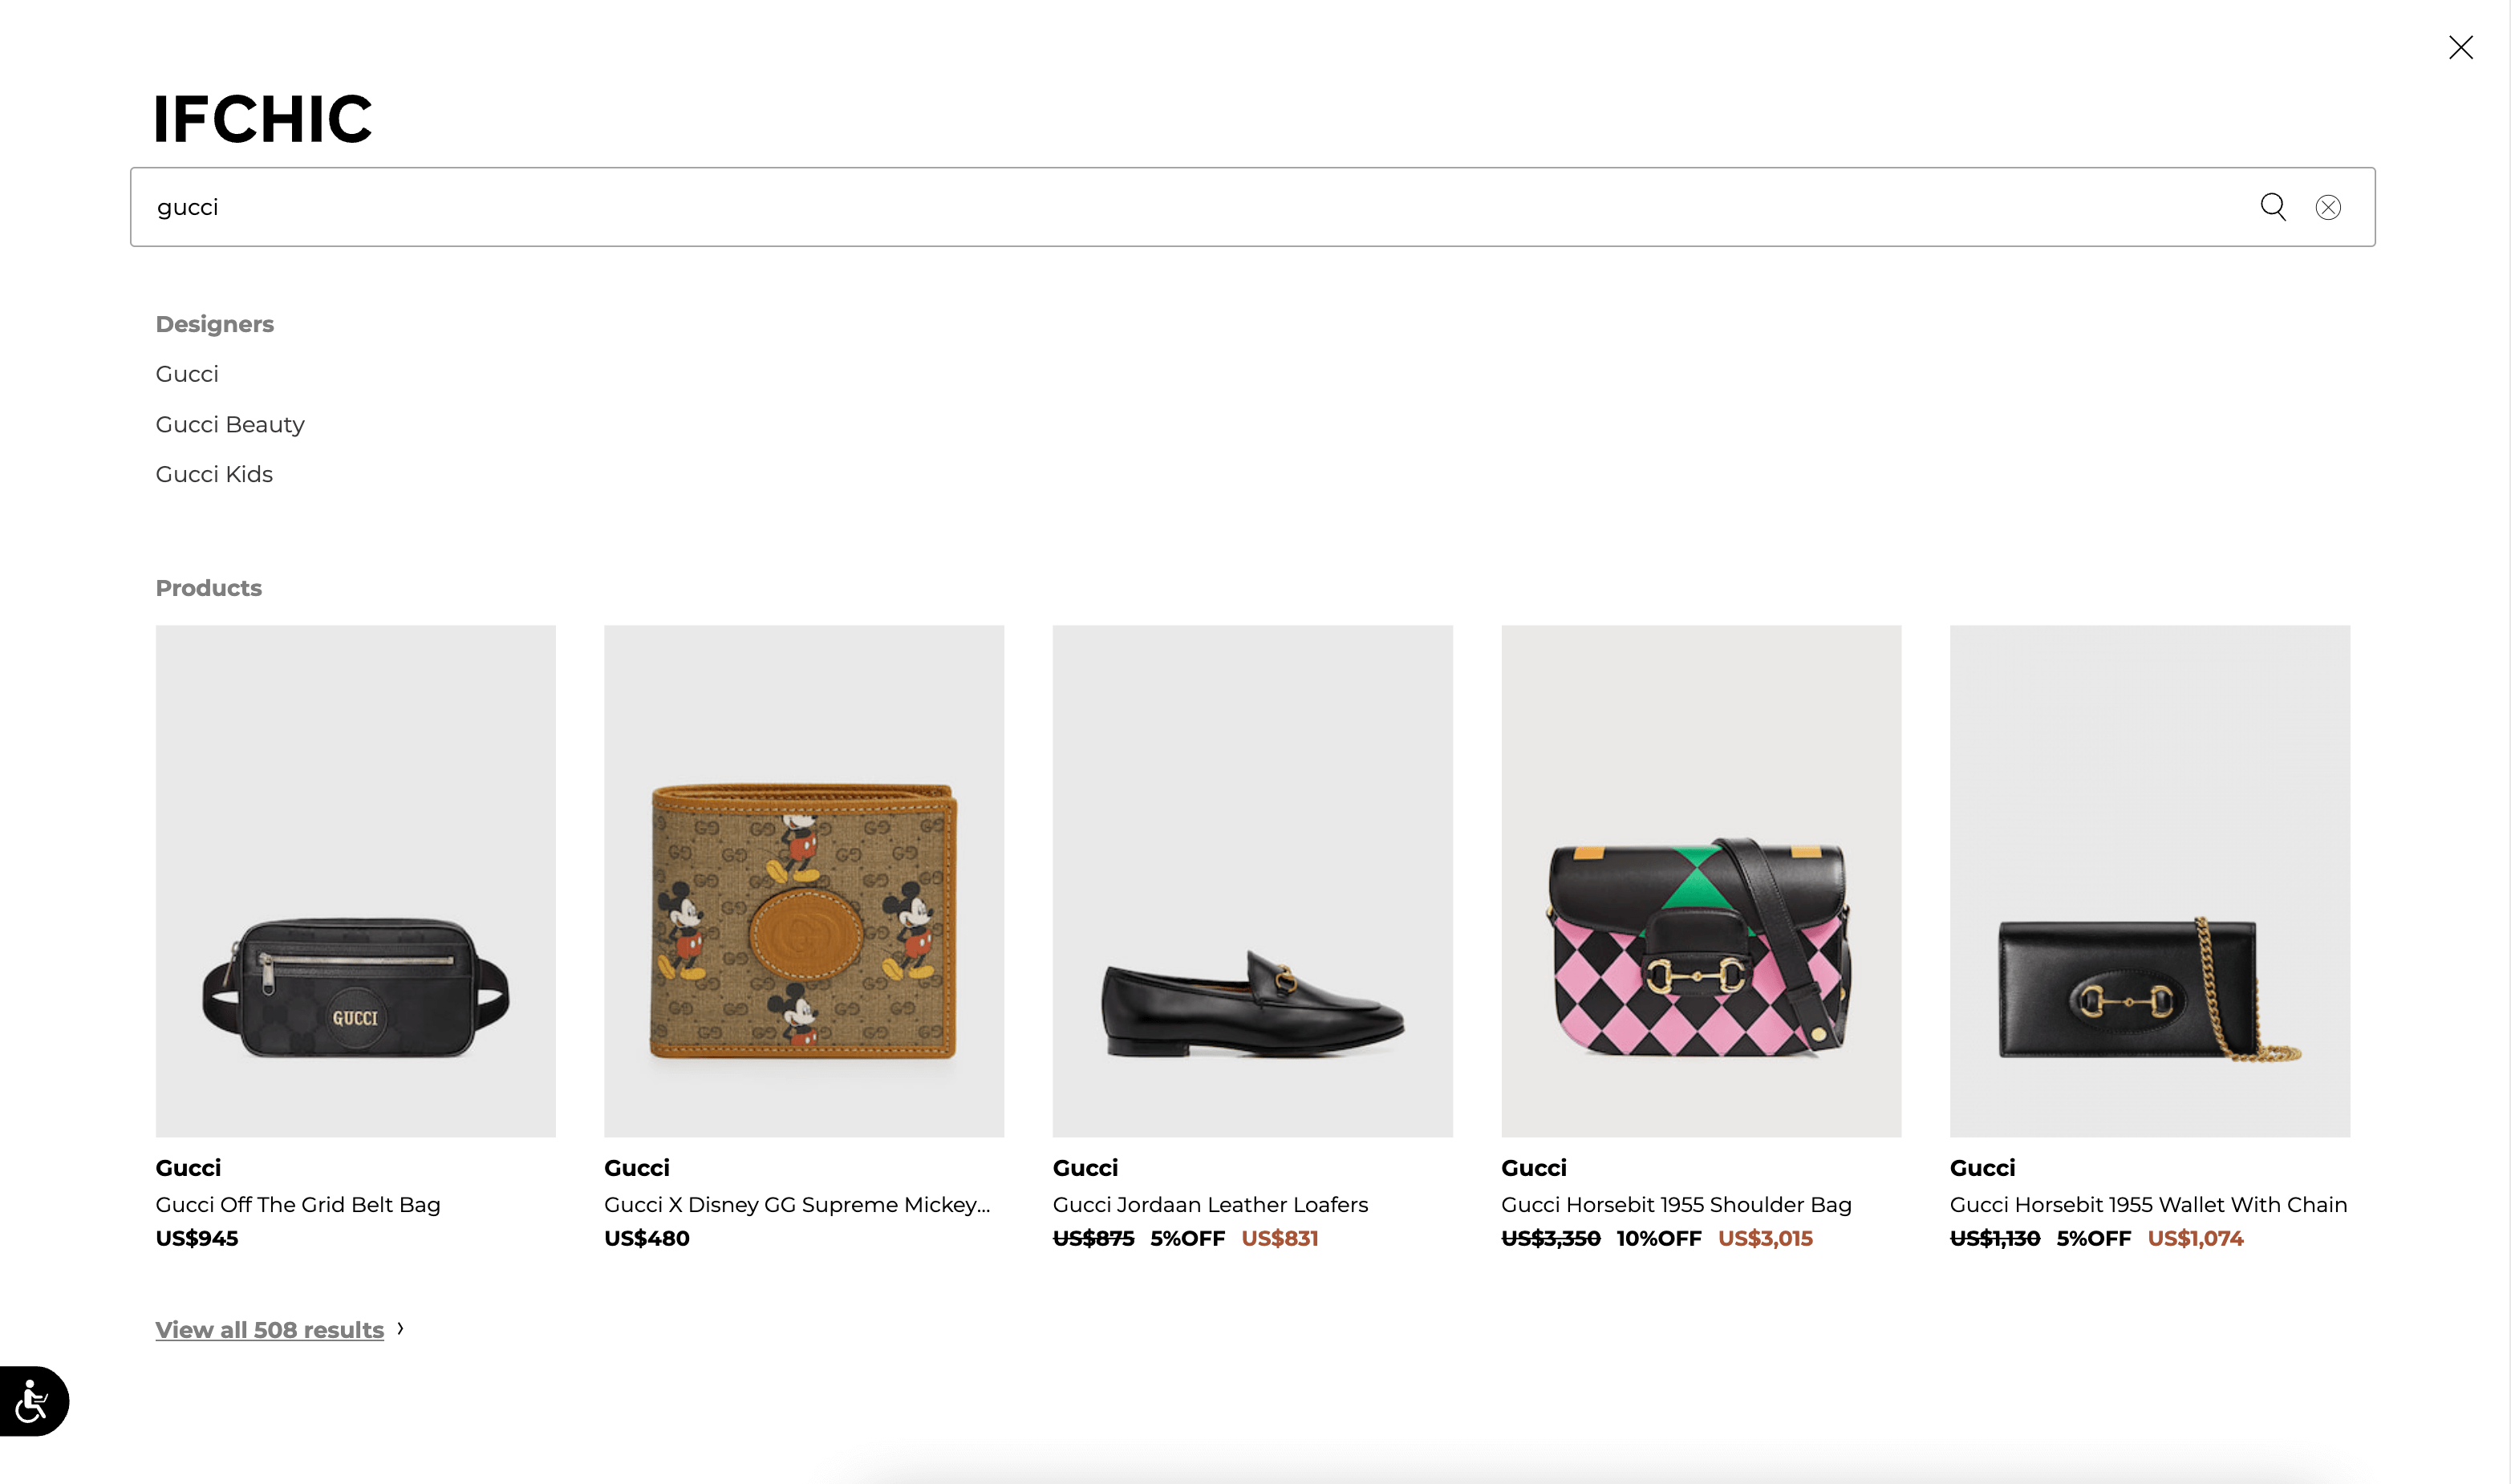 IFCHIC
gucci
Designers
Gucci
Gucci Beauty
Gucci Kids
Products
GUCCI
Gucci
Gucci Off The Grid Belt Bag
US$945
Gucci
Gucci X Disney GG Supreme Mickey...
US$480
Gucci
Gucci Jordaan Leather Loafers
US$875 5%OFF US$831
Gucci
Gucci Horsebit 1955 Shoulder Bag
US$3,350 10%OFF US$3,015
Gucci
Gucci Horsebit 1955 Wallet With Chain
US$1,130 5%OFF US$1,074
View all 508 results ›